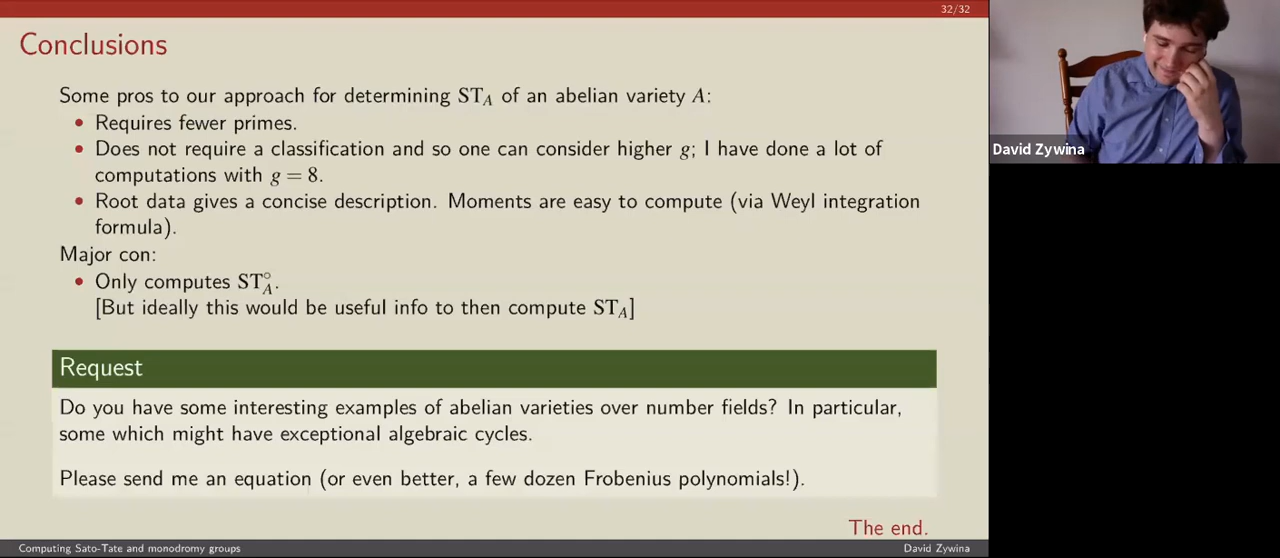 32/32
Conclusions
Some pros to our approach for determining ST_A of an abelian variety A:
• Requires fewer primes.
• Does not require a classification and so one can consider higher g; I have done a lot of
computations with g = 8.
• Root data gives a concise description. Moments are easy to compute (via Weyl integration
formula).
Major con:
• Only computes ST_A^∘.
[But ideally this would be useful info to then compute ST_A]
Request
Do you have some interesting examples of abelian varieties over number fields? In particular,
some which might have exceptional algebraic cycles.
Please send me an equation (or even better, a few dozen Frobenius polynomials!).
The end.
Computing Sato-Tate and monodromy groups
David Zywina
David Zywina